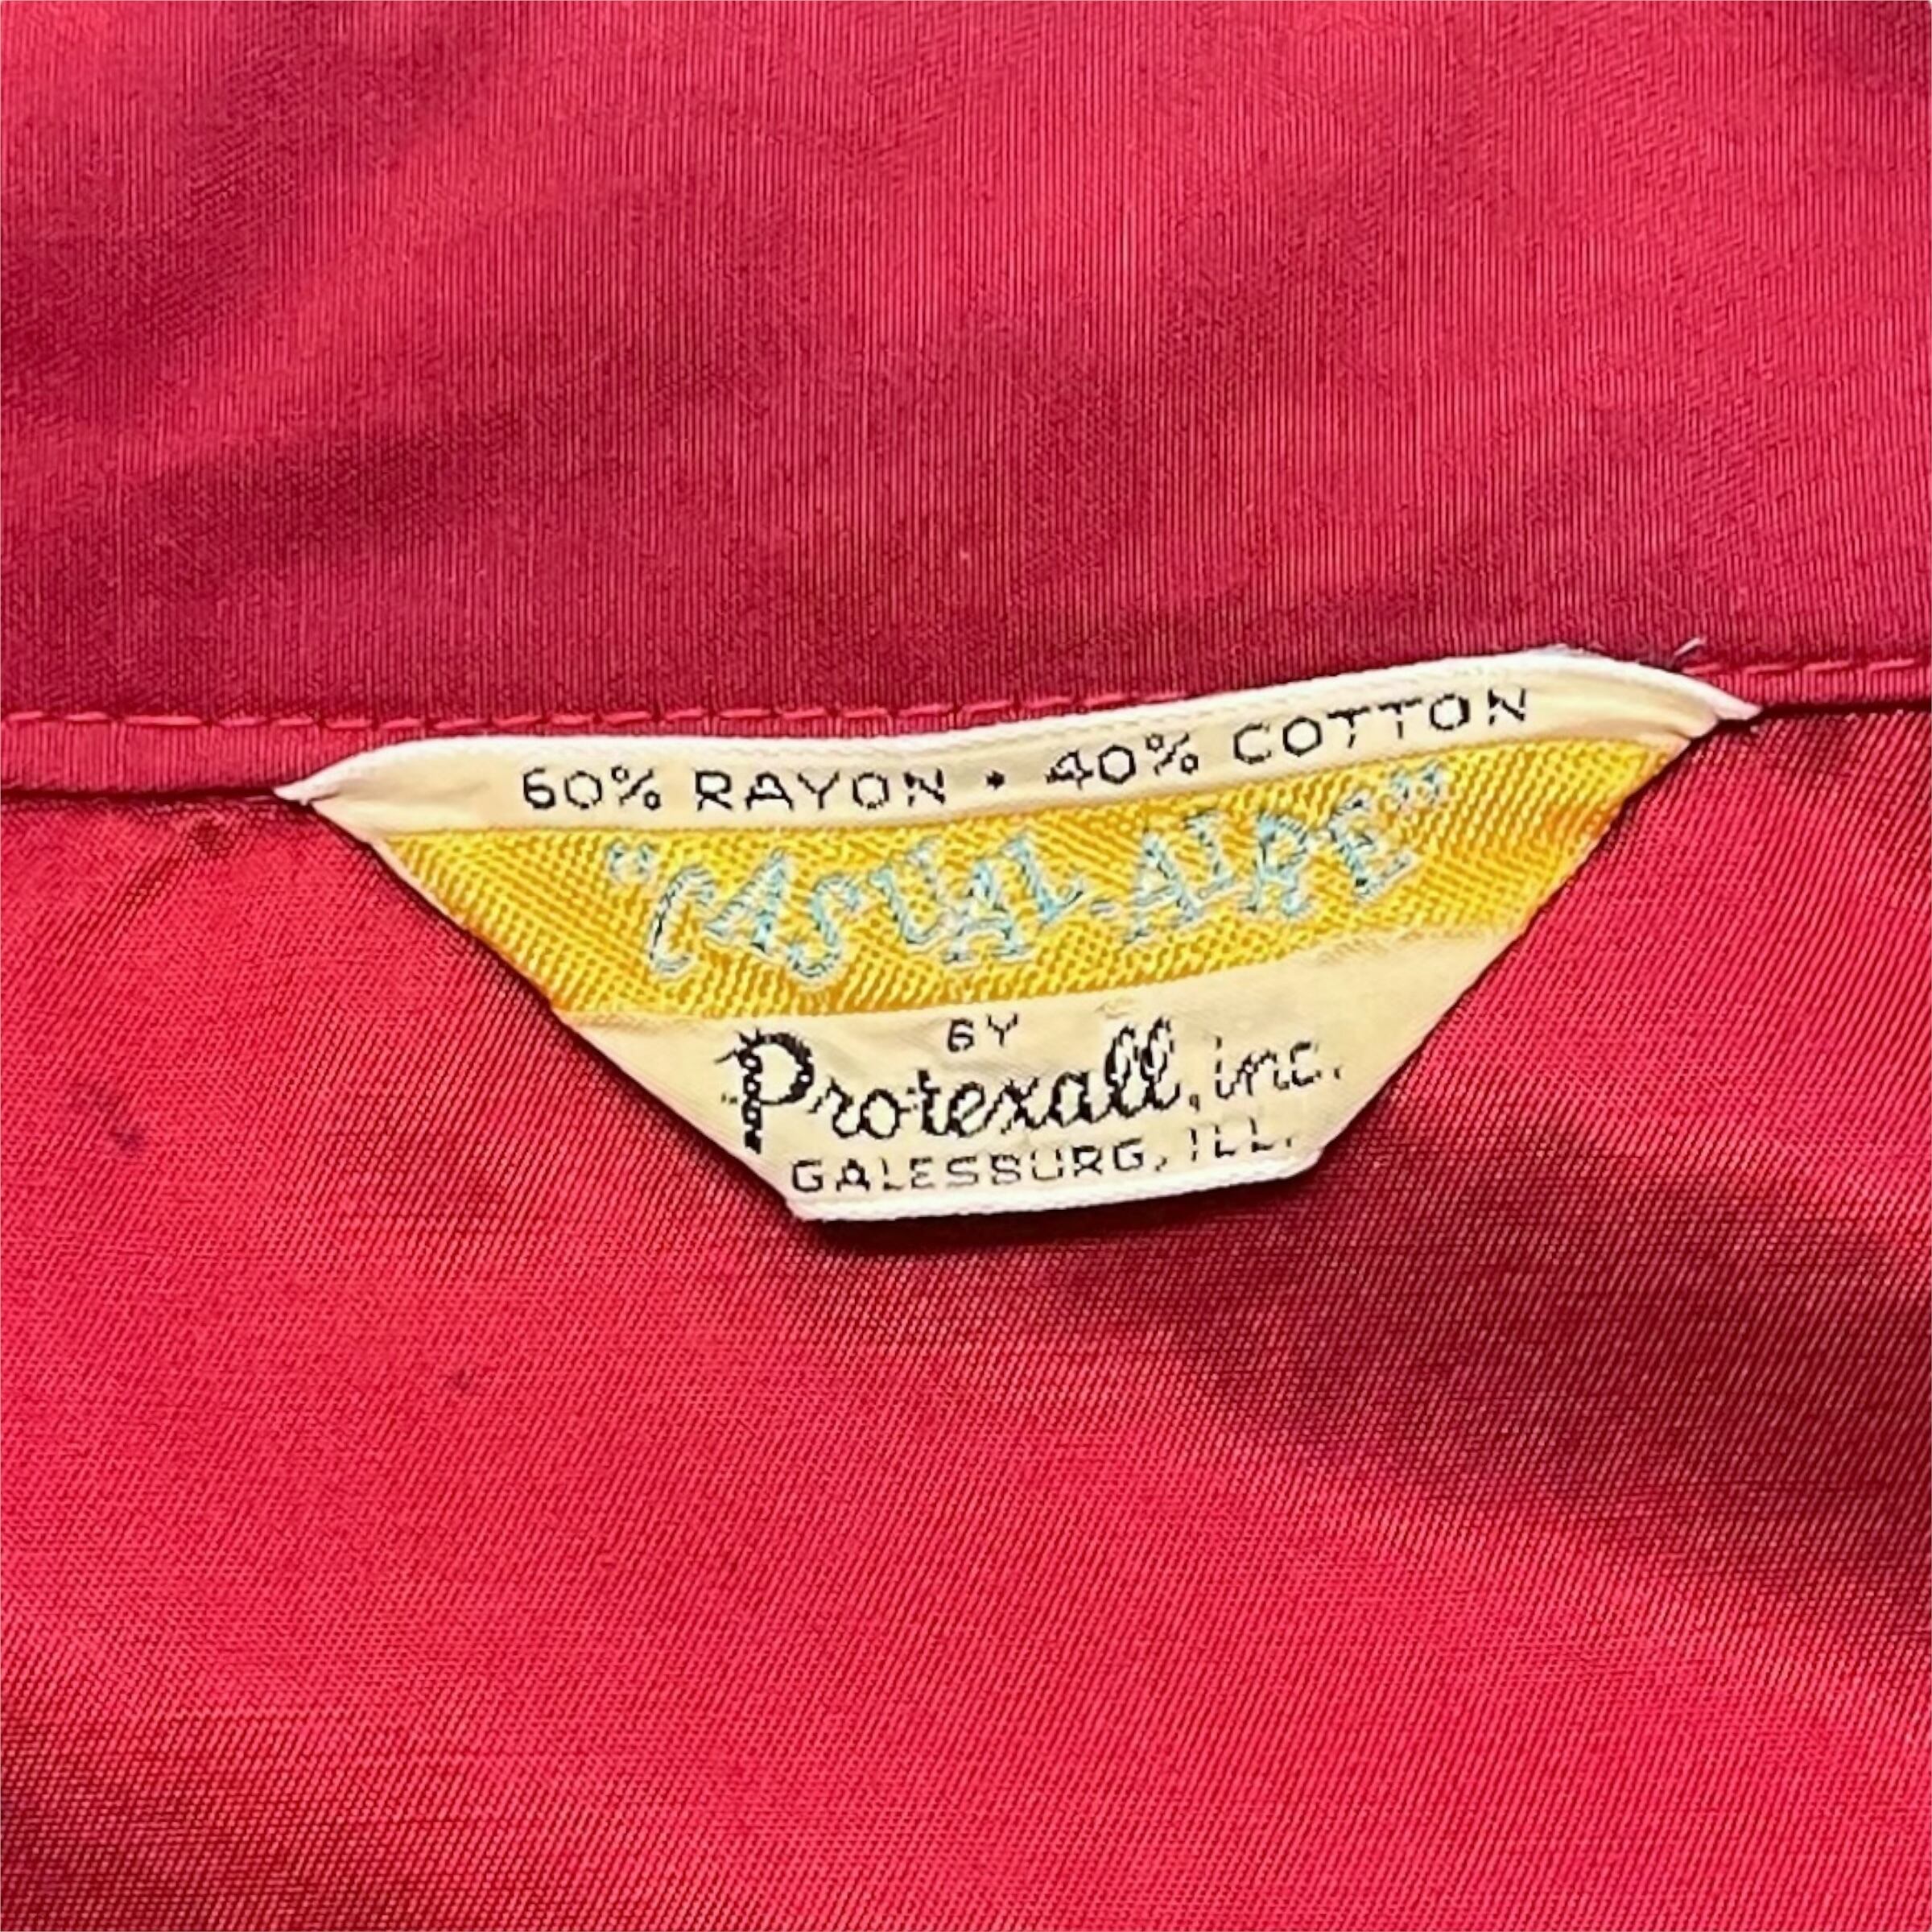 60% RAYON • 40% COTTON
"CASUAL-AIRE"
BY
Protexall, inc.
GALESBURG, ILL.